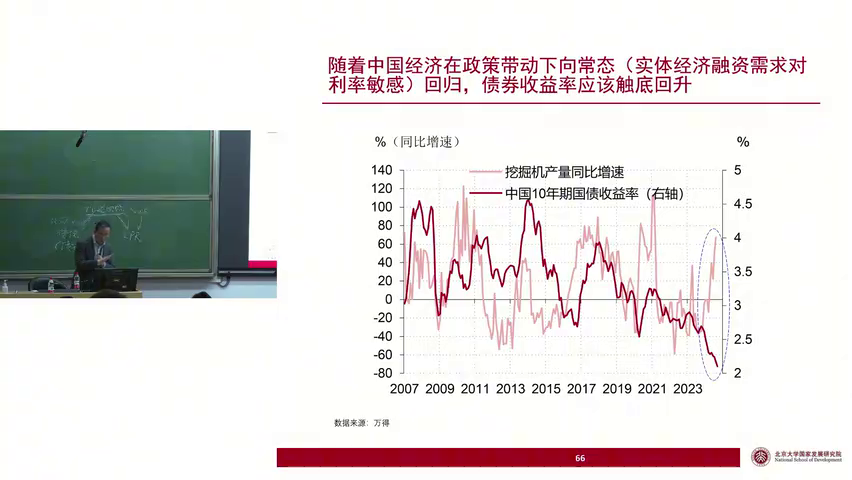 随着中国经济在政策带动下向常态（实体经济融资需求对
利率敏感）回归，债券收益率应该触底回升
%（同比增速）
%
挖掘机产量同比增速
中国10年期国债收益率（右轴）
140
120
100
80
60
40
20
0
-20
-40
-60
-80
5
4.5
4
3.5
3
2.5
2
2007 2009 2011 2013 2015 2017 2019 2021 2023
数据来源：万得
66
北京大学国家发展研究院
National School of Development